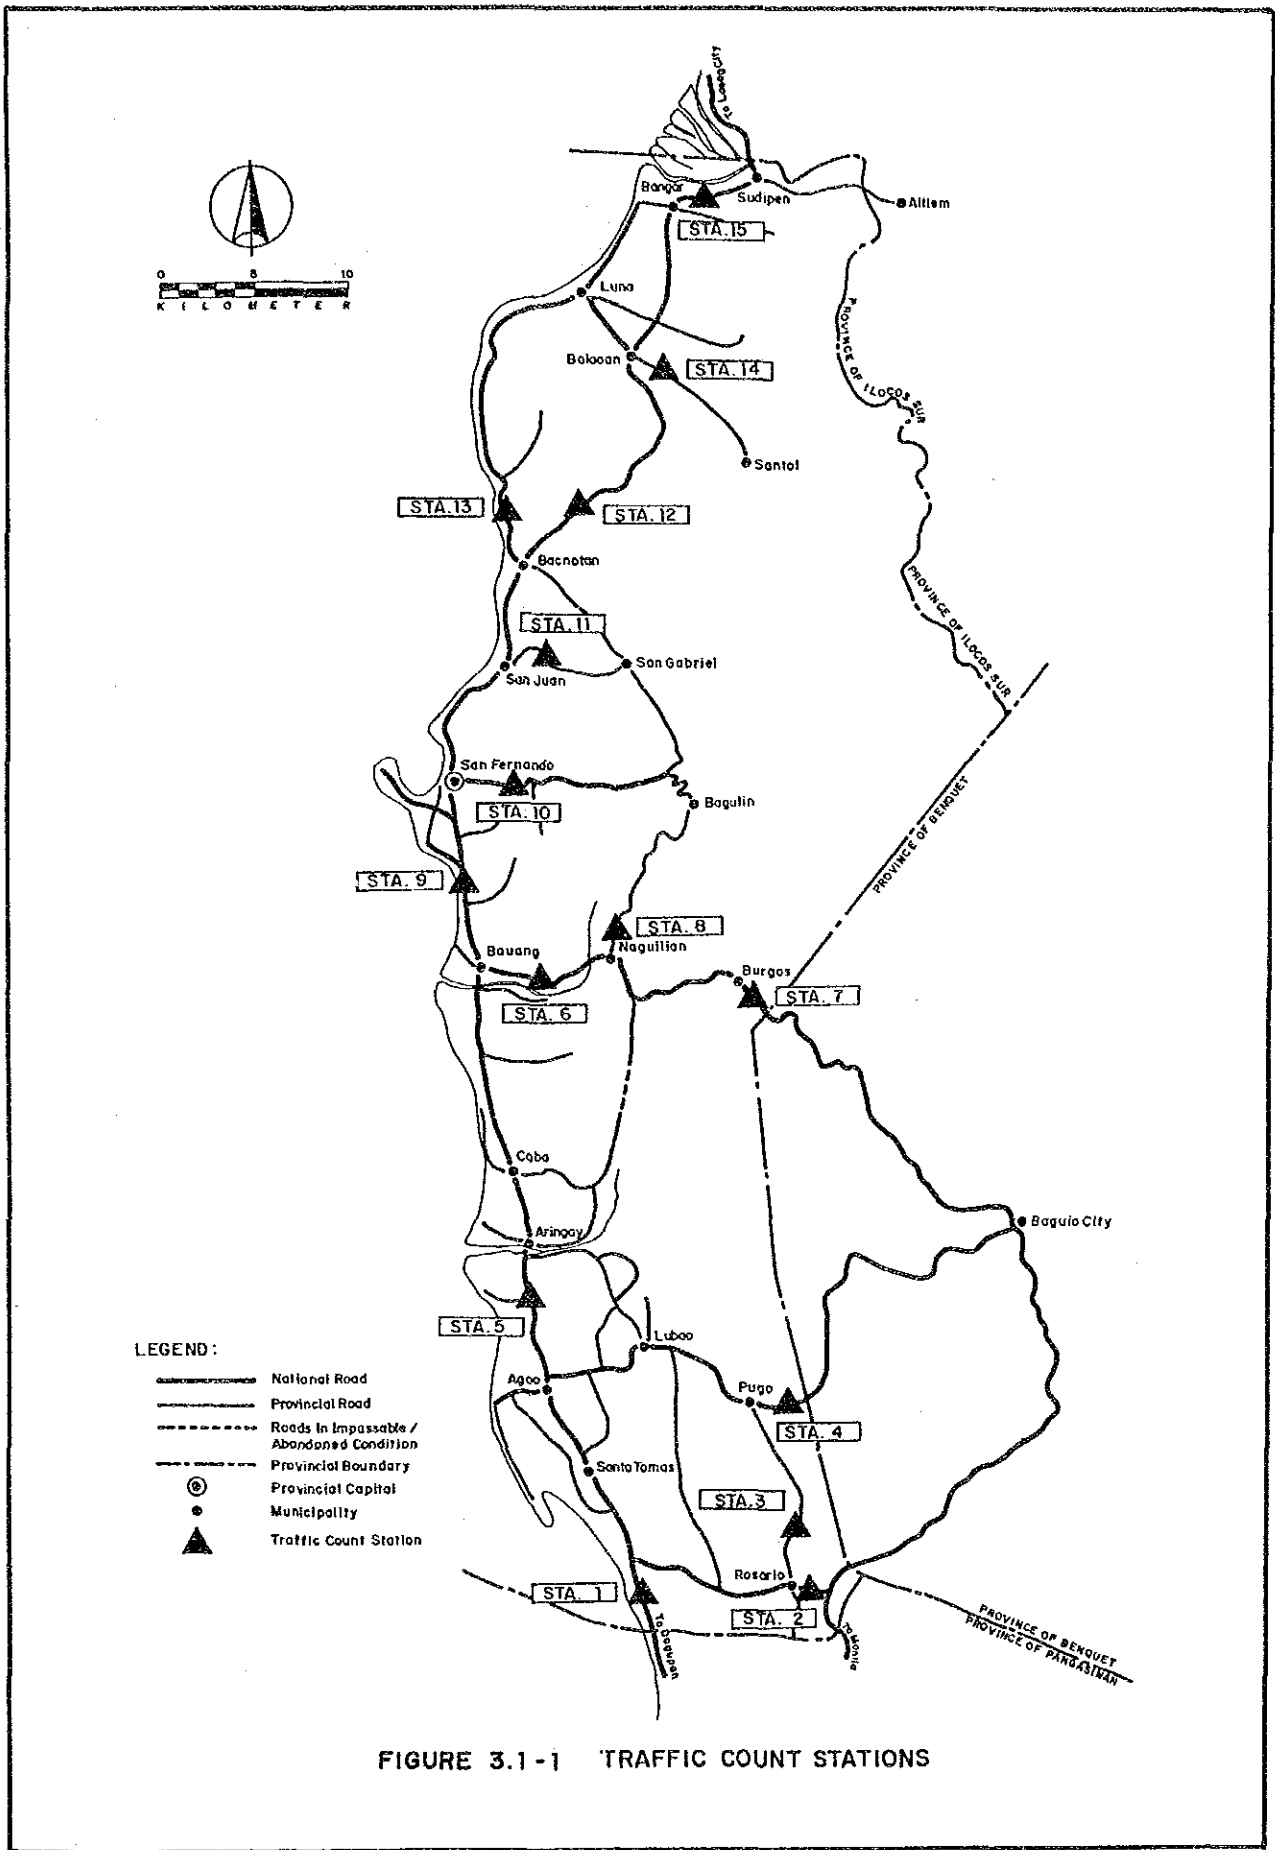 To Laoag City
Bangar
Sudipen
Alilem
STA. 15
0 5 10
KILOMETER
Luna
PROVINCE OF ILOCOS SUR
Balaoan
STA. 14
Santol
STA. 13
STA. 12
Bacnotan
PROVINCE OF ILOCOS SUR
STA. 11
San Gabriel
San Juan
San Fernando
STA. 10
Bagulin
PROVINCE OF BENQUET
STA. 9
STA. 8
Bauang
Naguilian
Burgos
STA. 7
STA. 6
Caba
Baguio City
Aringay
STA. 5
Lubao
LEGEND:
National Road
Provincial Road
Roads In Impassable /
Abandoned Condition
Provincial Boundary
Provincial Capital
Municipality
Traffic Count Station
Agoo
Pugo
STA. 4
Santo Tomas
STA. 3
Rosario
STA. 1
STA. 2
To Dagupan
To Manila
PROVINCE OF BENQUET
PROVINCE OF PANGASINAN
FIGURE 3.1-1 TRAFFIC COUNT STATIONS